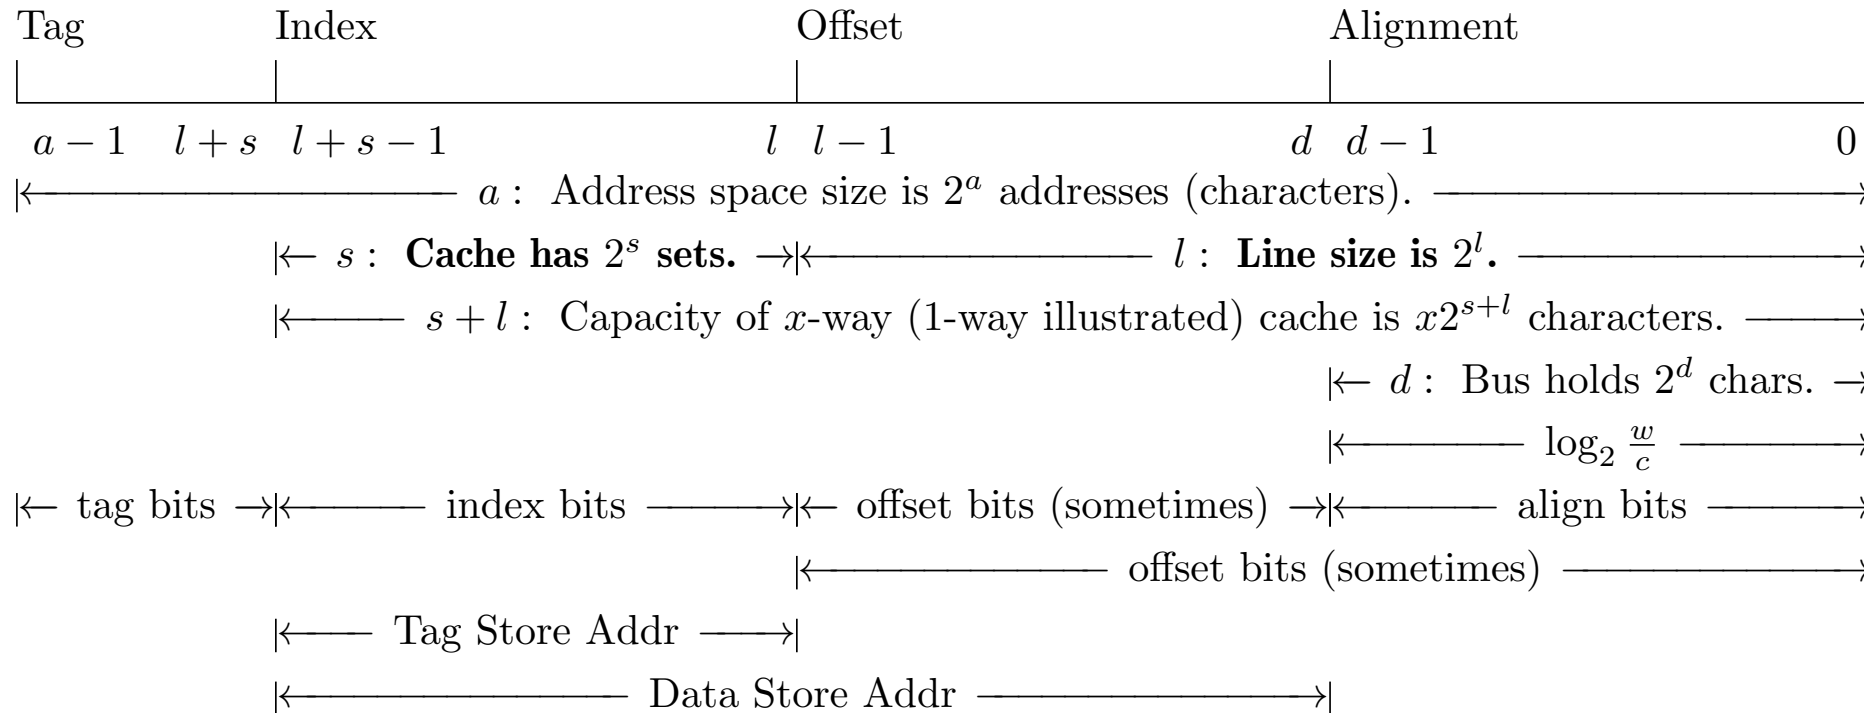 Tag Index Offset Alignment
a − 1 l + s l + s − 1 l l − 1 d d − 1 0
a : Address space size is 2^a addresses (characters).
s : Cache has 2^s sets. l : Line size is 2^l.
s + l : Capacity of x-way (1-way illustrated) cache is x2^{s+l} characters.
d : Bus holds 2^d chars.
log_2 w/c
tag bits index bits offset bits (sometimes) align bits
offset bits (sometimes)
Tag Store Addr
Data Store Addr